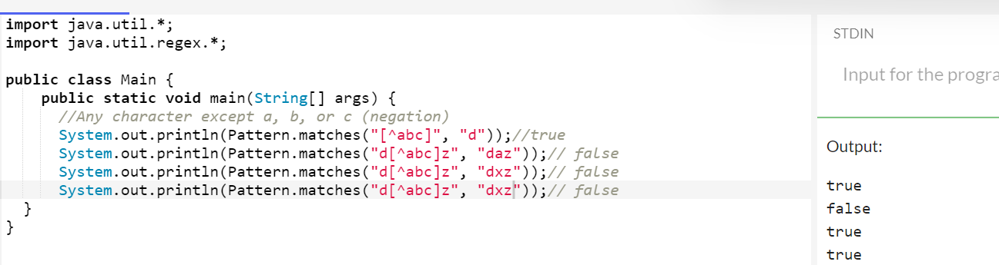 import java.util.*;
import java.util.regex.*;
public class Main {
public static void main(String[] args) {
//Any character except a, b, or c (negation)
System.out.println(Pattern.matches("[^abc]", "d"));//true
System.out.println(Pattern.matches("d[^abc]z", "daz"));// false
System.out.println(Pattern.matches("d[^abc]z", "dxz"));// false
System.out.println(Pattern.matches("d[^abc]z", "dxz"));// false
}
}
STDIN
Input for the progra
Output:
true
false
true
true